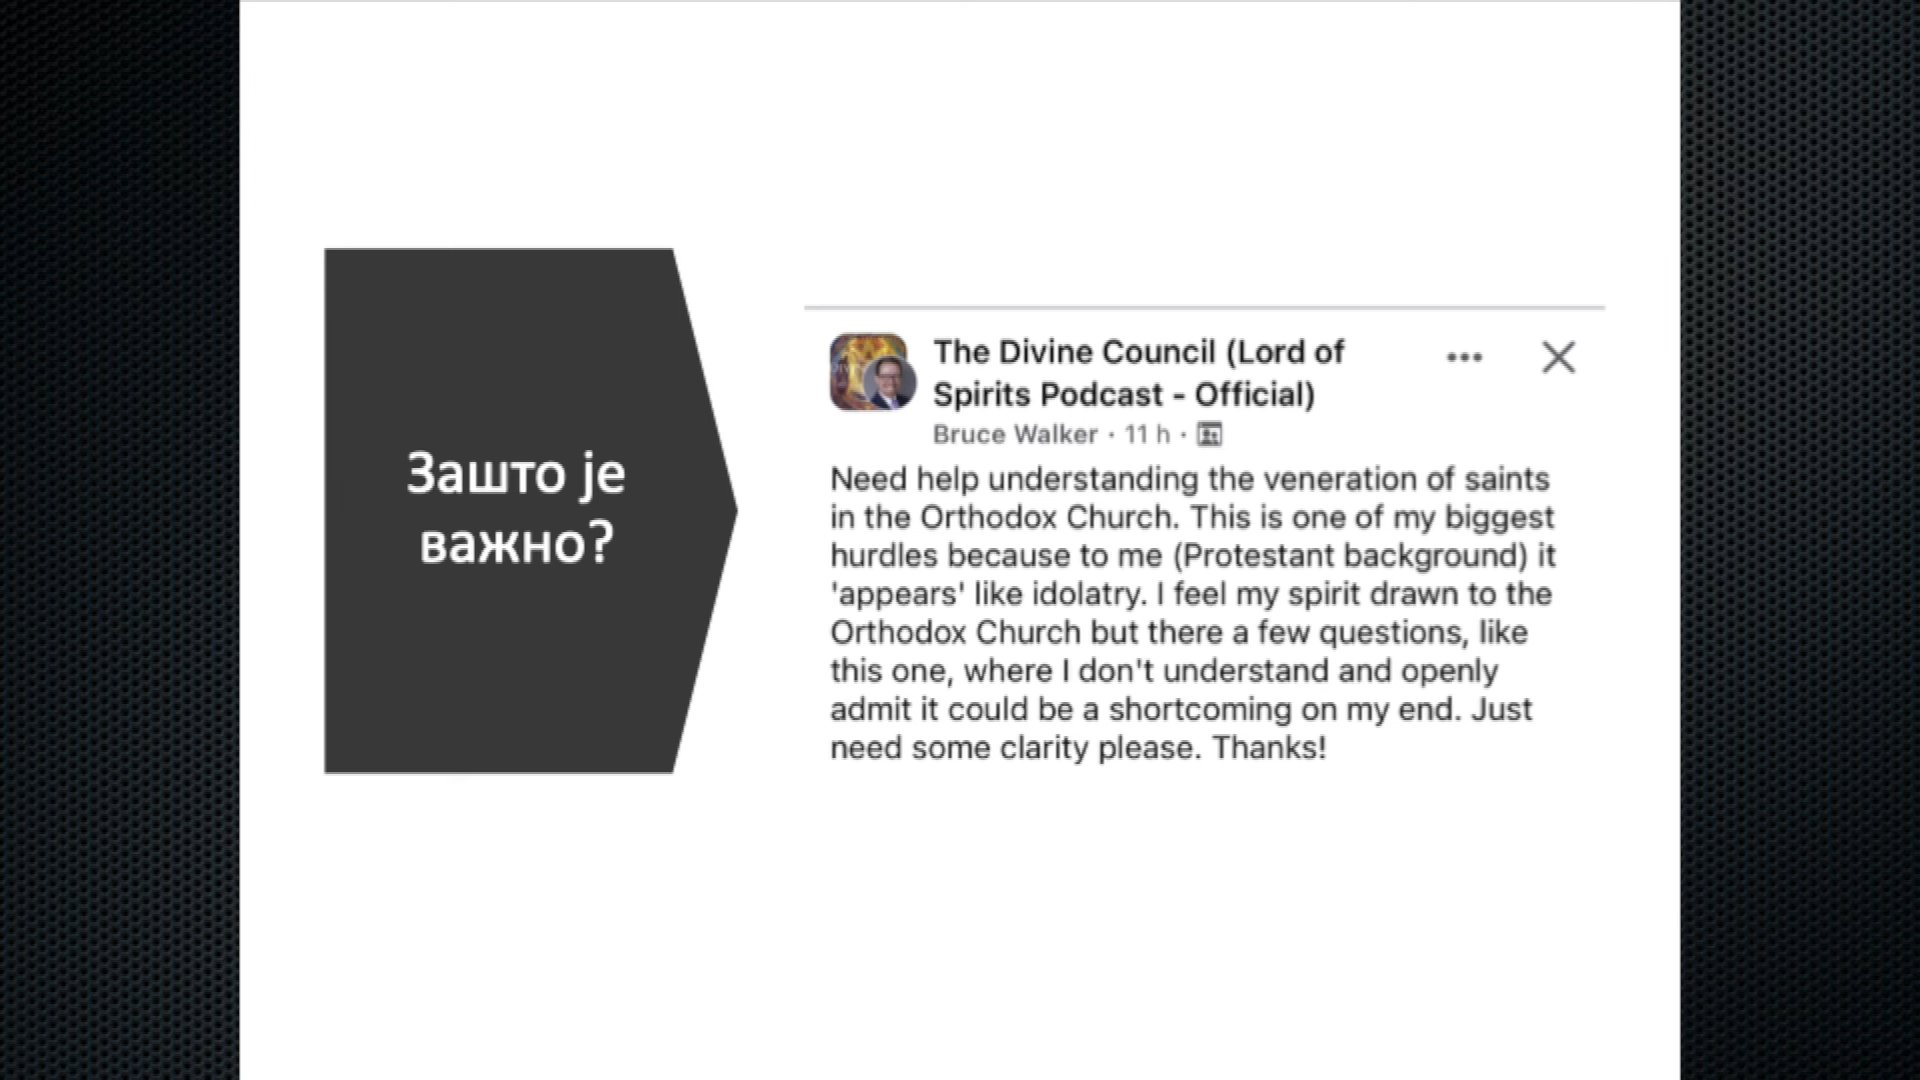 Зашто је
важно?
The Divine Council (Lord of
Spirits Podcast - Official)
Bruce Walker · 11 h ·
Need help understanding the veneration of saints
in the Orthodox Church. This is one of my biggest
hurdles because to me (Protestant background) it
'appears' like idolatry. I feel my spirit drawn to the
Orthodox Church but there a few questions, like
this one, where I don't understand and openly
admit it could be a shortcoming on my end. Just
need some clarity please. Thanks!